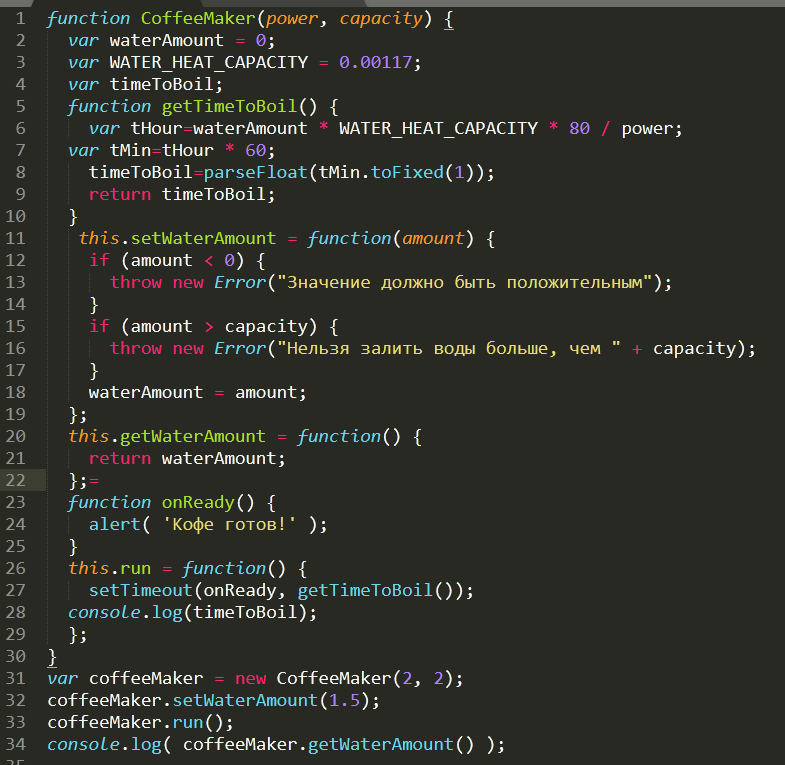 1 function CoffeeMaker(power, capacity) {
2   var waterAmount = 0;
3   var WATER_HEAT_CAPACITY = 0.00117;
4   var timeToBoil;
5   function getTimeToBoil() {
6     var tHour=waterAmount * WATER_HEAT_CAPACITY * 80 / power;
7   var tMin=tHour * 60;
8     timeToBoil=parseFloat(tMin.toFixed(1));
9     return timeToBoil;
10   }
11    this.setWaterAmount = function(amount) {
12     if (amount < 0) {
13       throw new Error("Значение должно быть положительным");
14     }
15     if (amount > capacity) {
16       throw new Error("Нельзя залить воды больше, чем " + capacity);
17     }
18     waterAmount = amount;
19   };
20   this.getWaterAmount = function() {
21     return waterAmount;
22   };=
23   function onReady() {
24     alert( 'Кофе готов!' );
25   }
26   this.run = function() {
27     setTimeout(onReady, getTimeToBoil());
28   console.log(timeToBoil);
29   };
30 }
31 var coffeeMaker = new CoffeeMaker(2, 2);
32 coffeeMaker.setWaterAmount(1.5);
33 coffeeMaker.run();
34 console.log( coffeeMaker.getWaterAmount() );